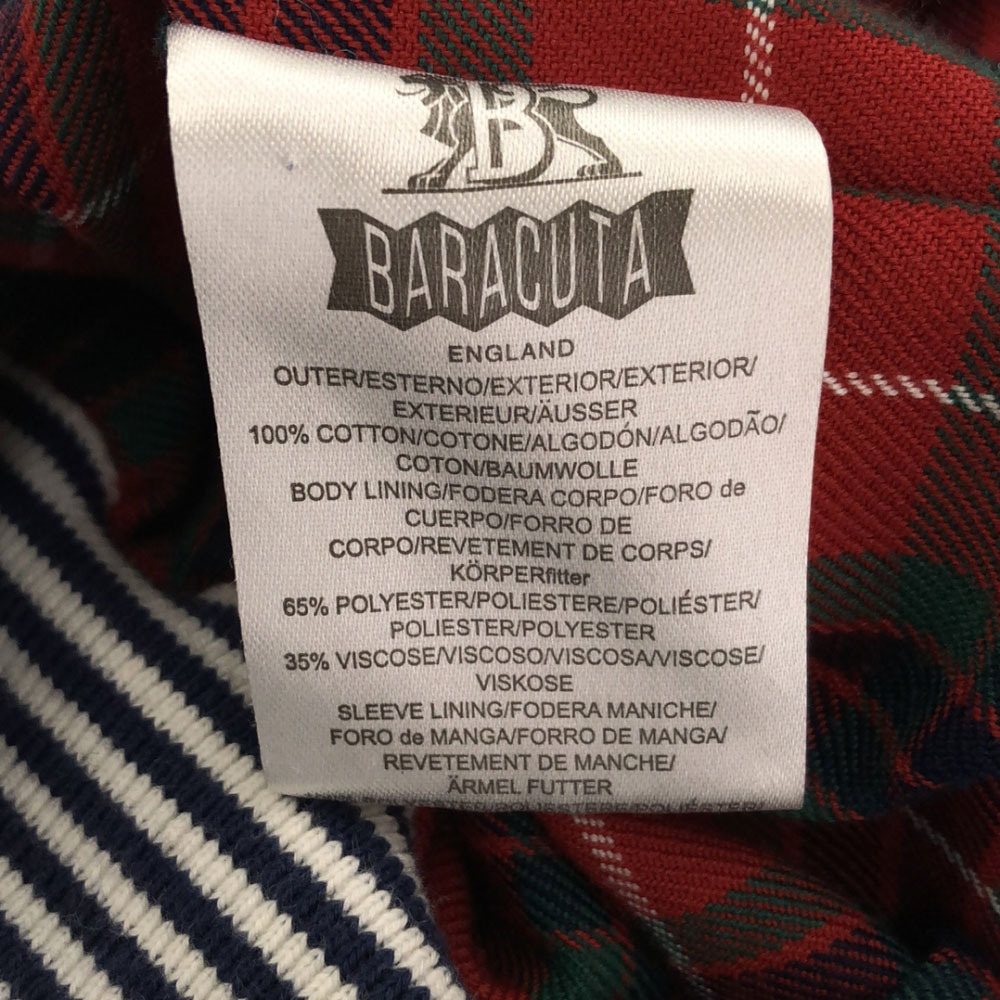 B
BARACUTA
ENGLAND
OUTER/ESTERNO/EXTERIOR/EXTERIOR/
EXTERIEUR/ÄUSSER
100% COTTON/COTONE/ALGODÓN/ALGODÃO/
COTON/BAUMWOLLE
BODY LINING/FODERA CORPO/FORO de
CUERPO/FORRO DE
CORPO/REVETEMENT DE CORPS/
KÖRPERfitter
65% POLYESTER/POLIESTERE/POLIÉSTER/
POLIESTER/POLYESTER
35% VISCOSE/VISCOSO/VISCOSA/VISCOSE/
VISKOSE
SLEEVE LINING/FODERA MANICHE/
FORO de MANGA/FORRO DE MANGA/
REVETEMENT DE MANCHE/
ÄRMEL FUTTER
POLIESTERE/POLIÉSTER/